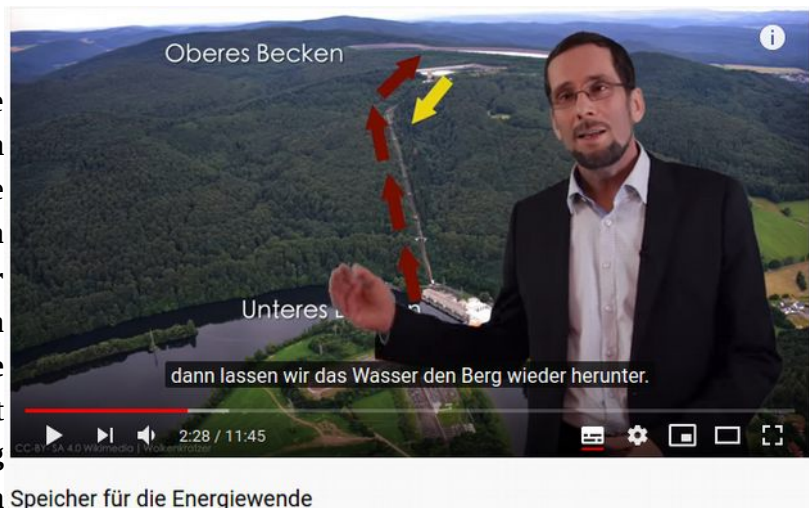 Oberes Becken
i
Unteres
dann lassen wir das Wasser den Berg wieder herunter.
2:28 / 11:45
CC-BY-SA 4.0 Wikimedia | Wolkenkratzer
Speicher für die Energiewende